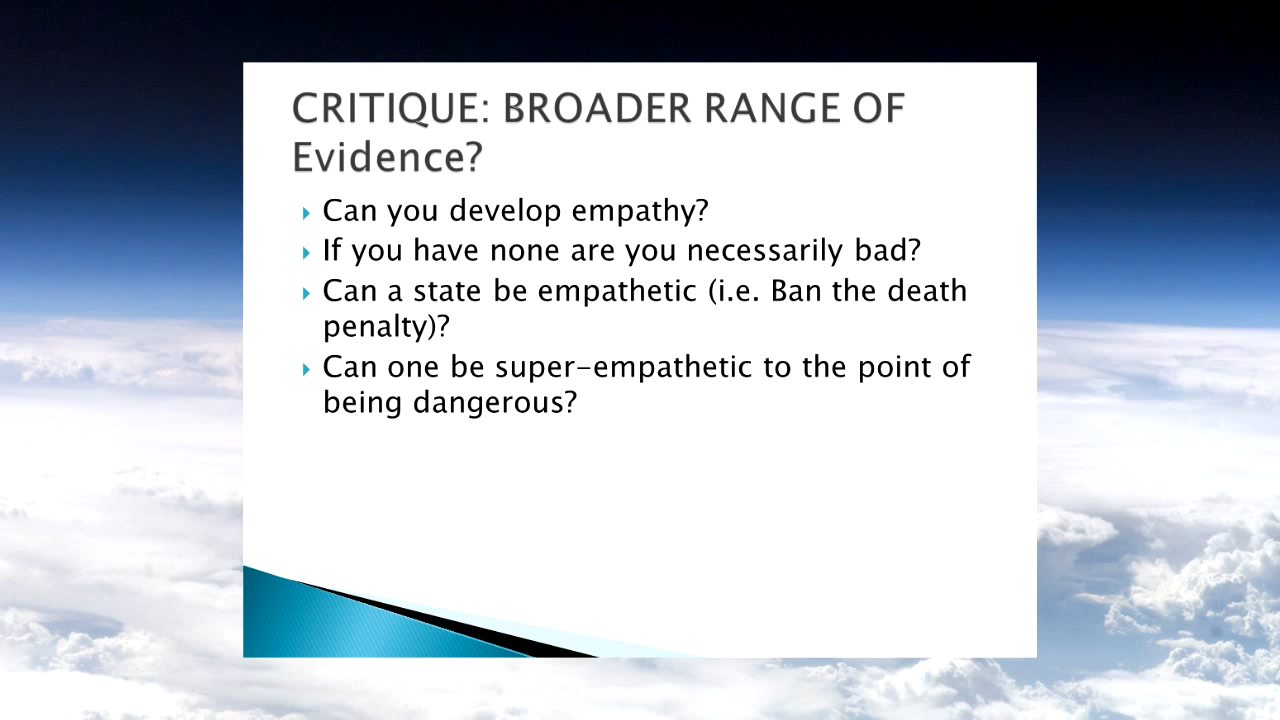 CRITIQUE: BROADER RANGE OF
Evidence?
Can you develop empathy?
If you have none are you necessarily bad?
Can a state be empathetic (i.e. Ban the death
penalty)?
Can one be super-empathetic to the point of
being dangerous?